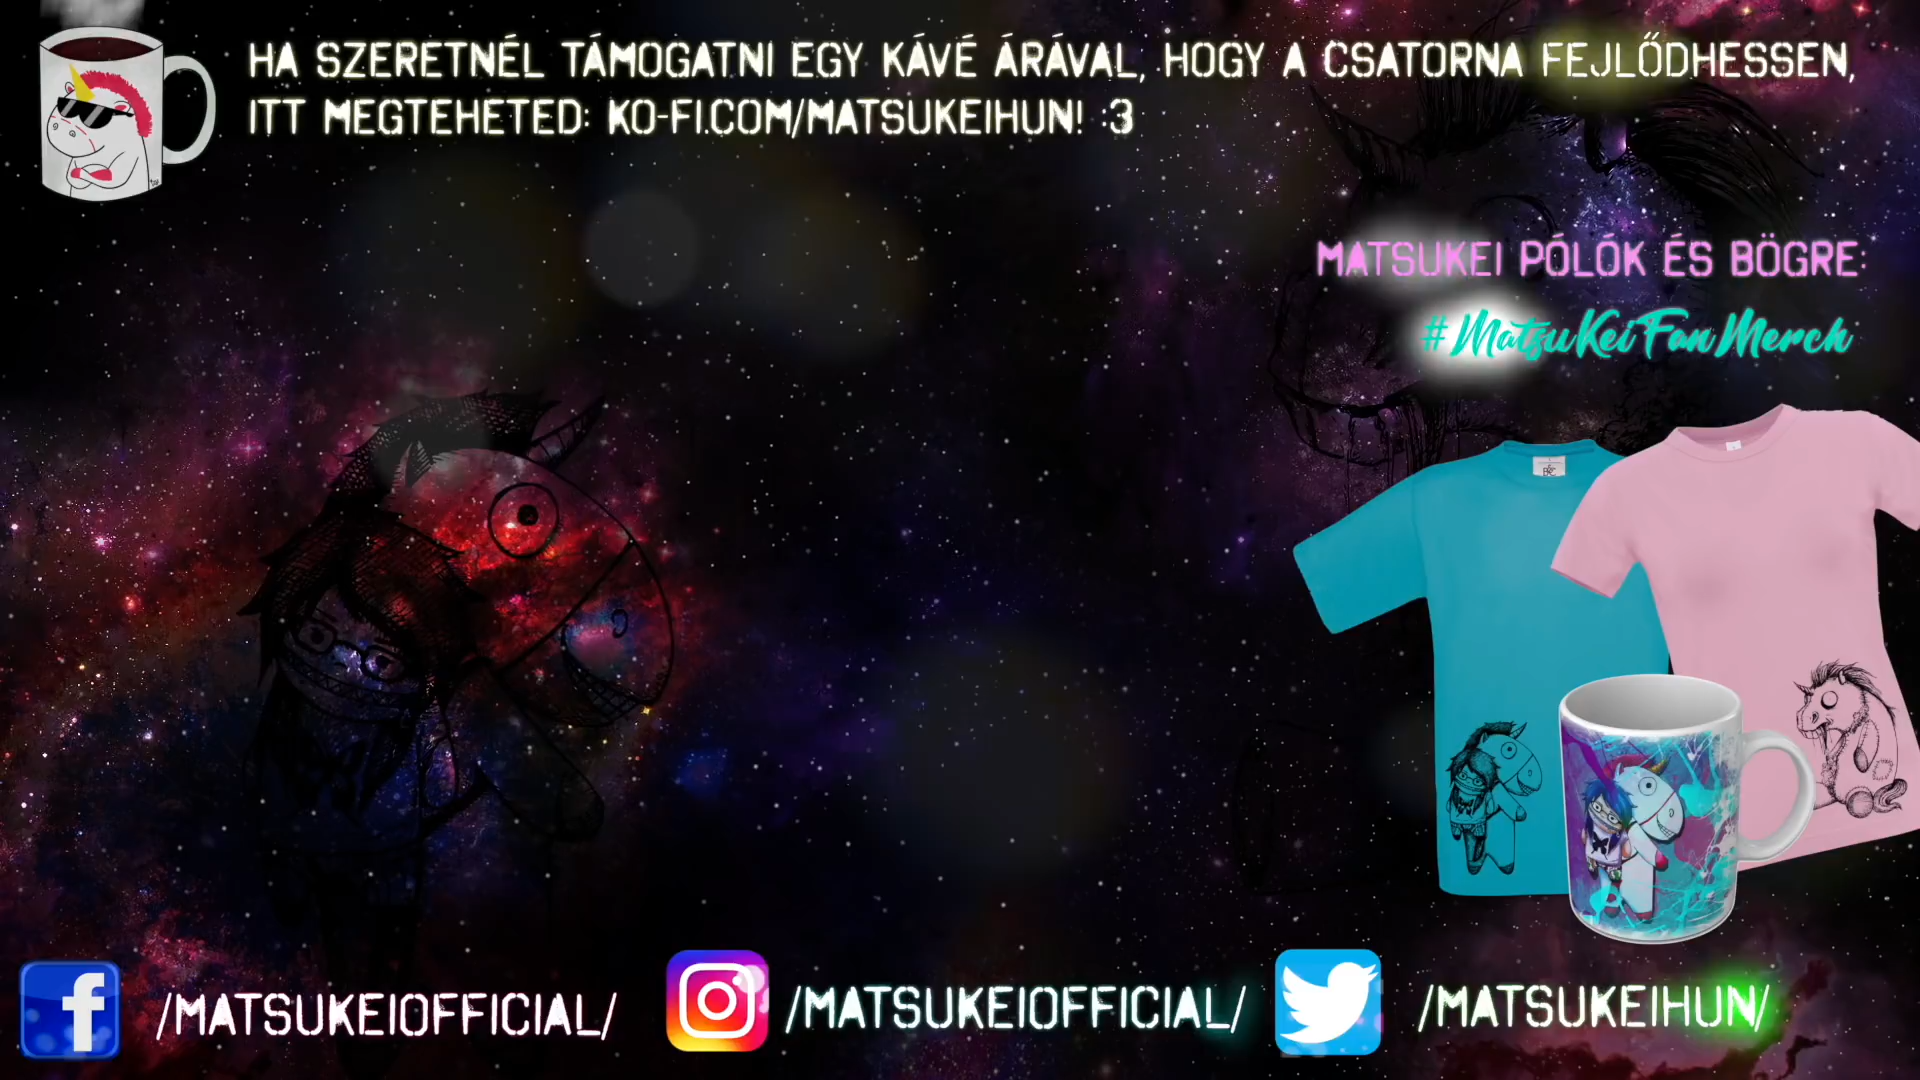 HA SZERETNÉL TÁMOGATNI EGY KÁVÉ ÁRÁVAL, HOGY A CSATORNA FEJLŐDHESSEN,
ITT MEGTEHETED: KO-FI.COM/MATSUKEIHUN! :3
MATSUKEI PÓLÓK ÉS BÖGRE:
#MatsuKeiFanMerch
/MATSUKEIOFFICIAL/
/MATSUKEIOFFICIAL/
/MATSUKEIHUN/